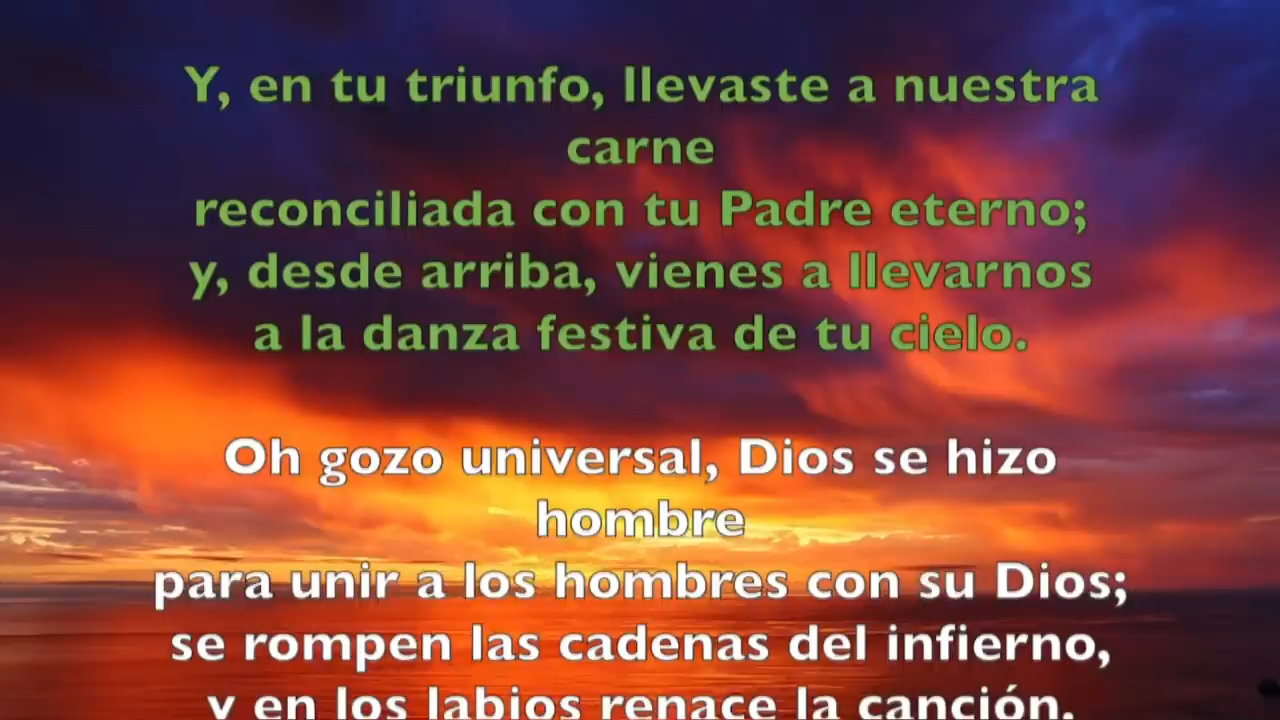 Y, en tu triunfo, llevaste a nuestra
carne
reconciliada con tu Padre eterno;
y, desde arriba, vienes a llevarnos
a la danza festiva de tu cielo.
Oh gozo universal, Dios se hizo
hombre
para unir a los hombres con su Dios;
se rompen las cadenas del infierno,
y en los labios renace la canción.